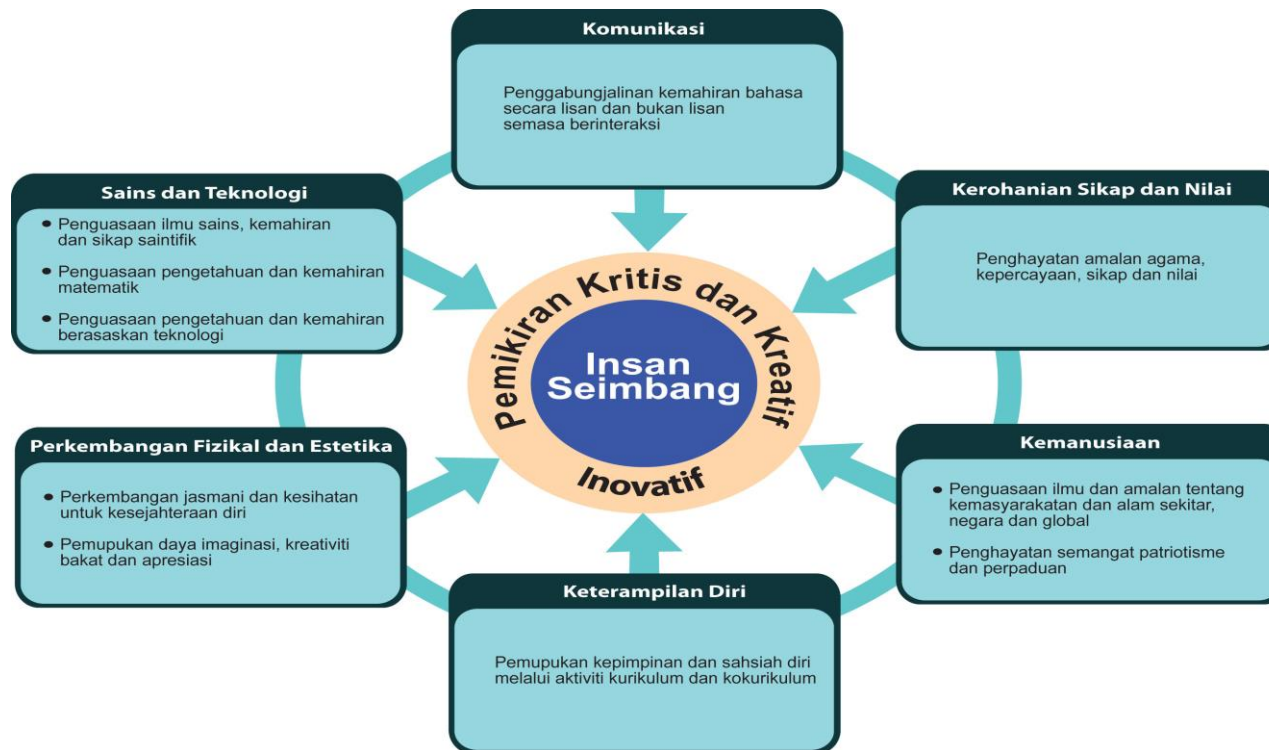 Komunikasi
Penggabungjalinan kemahiran bahasa
secara lisan dan bukan lisan
semasa berinteraksi
Sains dan Teknologi
• Penguasaan ilmu sains, kemahiran
dan sikap saintifik
• Penguasaan pengetahuan dan kemahiran
matematik
• Penguasaan pengetahuan dan kemahiran
berasaskan teknologi
Kerohanian Sikap dan Nilai
Penghayatan amalan agama,
kepercayaan, sikap dan nilai
Pemikiran Kritis dan Kreatif
Insan
Seimbang
Inovatif
Perkembangan Fizikal dan Estetika
• Perkembangan jasmani dan kesihatan
untuk kesejahteraan diri
• Pemupukan daya imaginasi, kreativiti
bakat dan apresiasi
Kemanusiaan
• Penguasaan ilmu dan amalan tentang
kemasyarakatan dan alam sekitar,
negara dan global
• Penghayatan semangat patriotisme
dan perpaduan
Keterampilan Diri
Pemupukan kepimpinan dan sahsiah diri
melalui aktiviti kurikulum dan kokurikulum